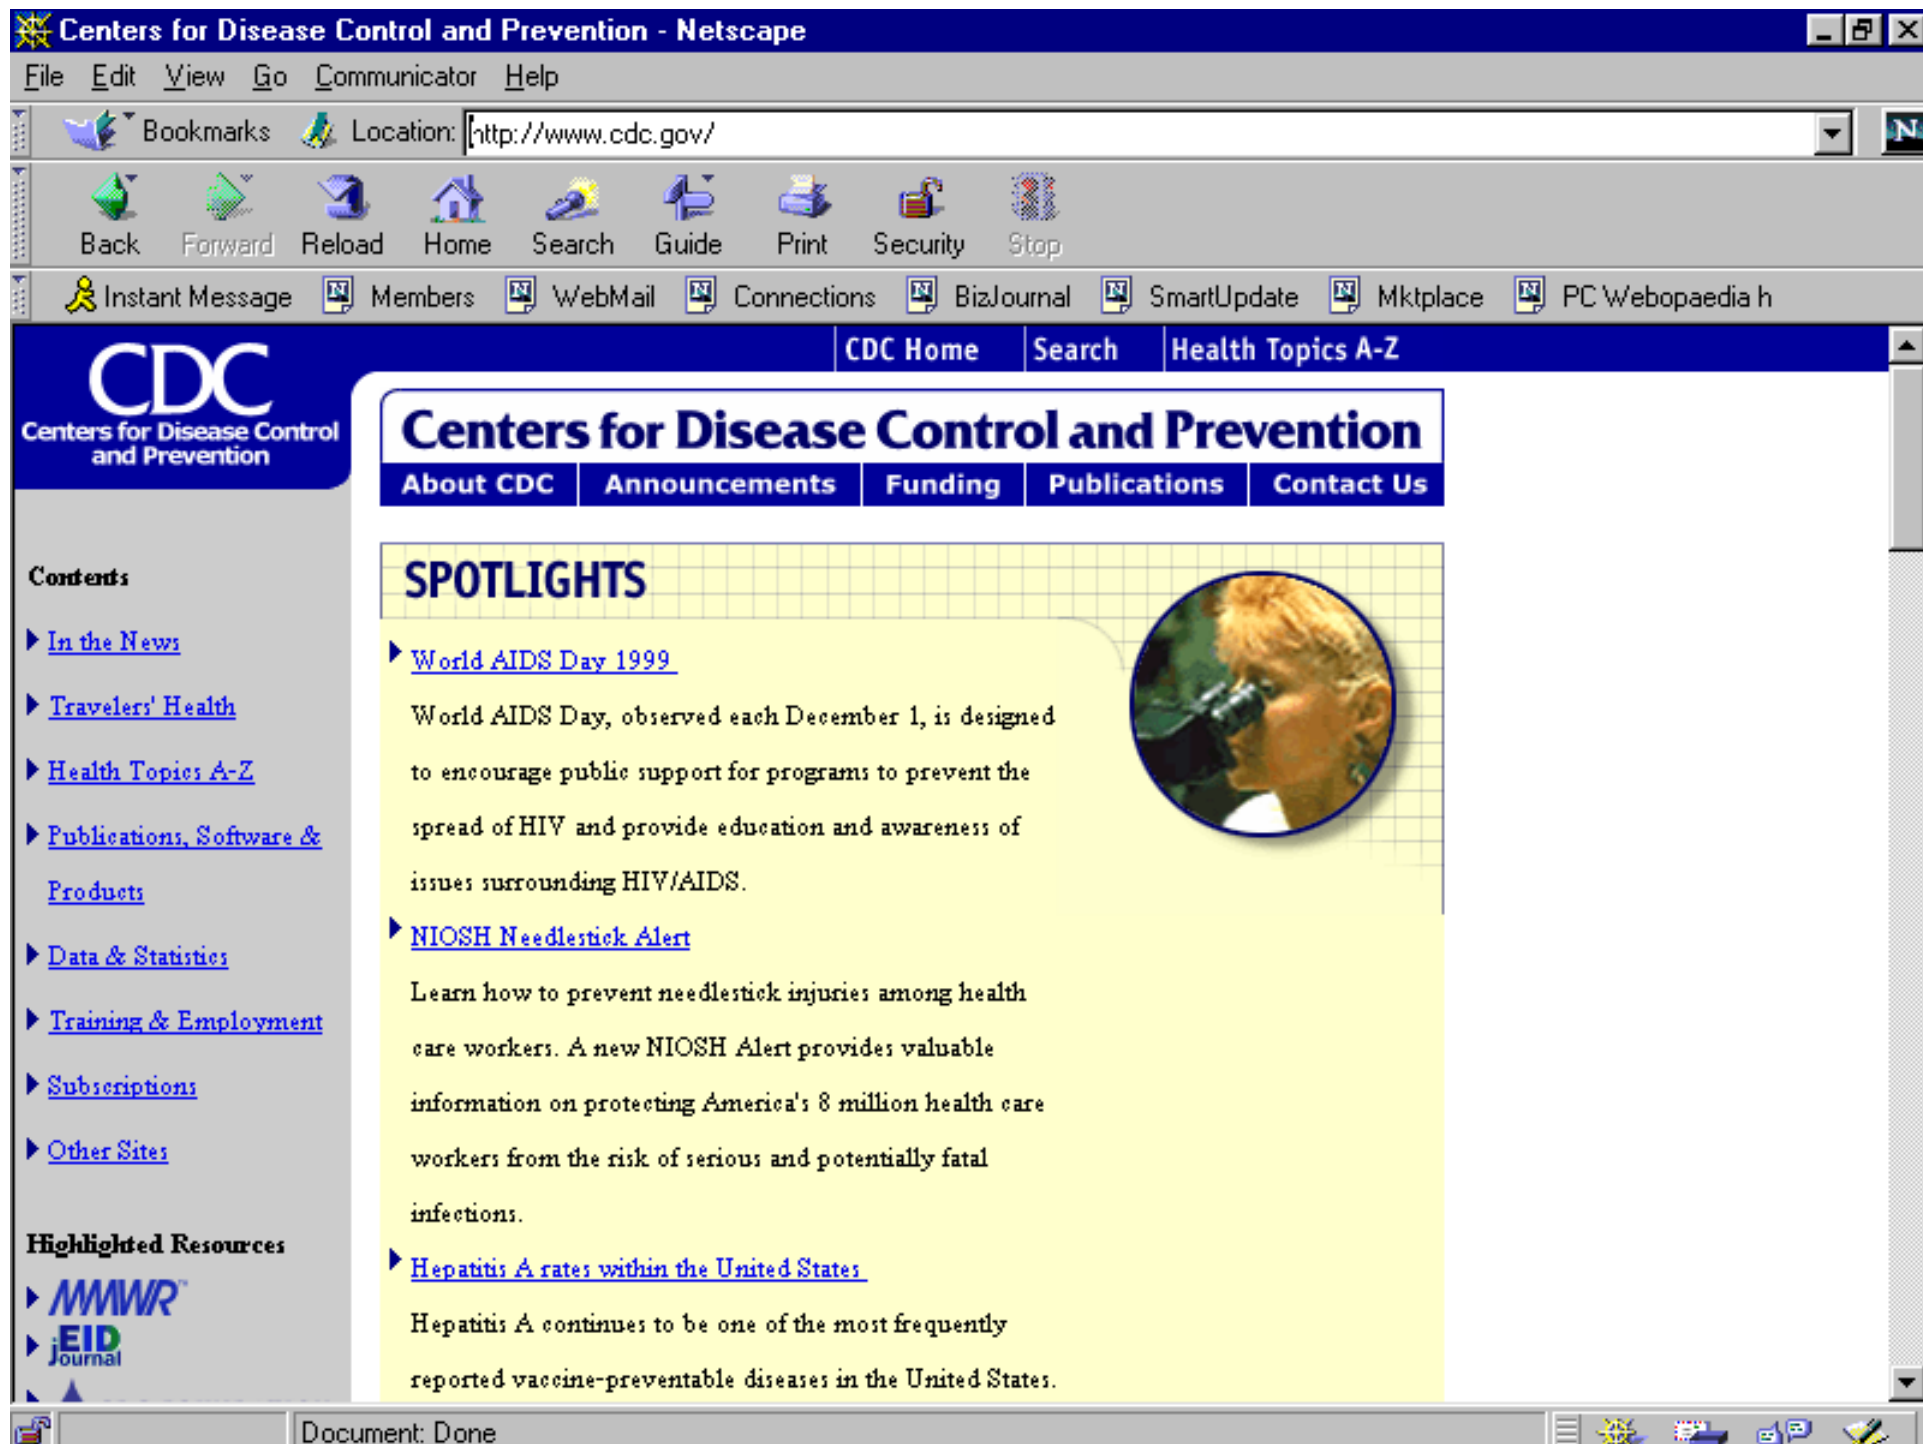 Centers for Disease Control and Prevention - Netscape
File Edit View Go Communicator Help
Bookmarks Location: http://www.cdc.gov/
N
Back Forward Reload Home Search Guide Print Security Stop
Instant Message Members WebMail Connections BizJournal SmartUpdate Mktplace PC Webopaedia h
CDC Home Search Health Topics A-Z
CDC
Centers for Disease Control
and Prevention
Centers for Disease Control and Prevention
About CDC Announcements Funding Publications Contact Us
Contents
In the News
Travelers' Health
Health Topics A-Z
Publications, Software &
Products
Data & Statistics
Training & Employment
Subscriptions
Other Sites
Highlighted Resources
MMWR™
EID
Journal
SPOTLIGHTS
World AIDS Day 1999
World AIDS Day, observed each December 1, is designed
to encourage public support for programs to prevent the
spread of HIV and provide education and awareness of
issues surrounding HIV/AIDS.
NIOSH Needlestick Alert
Learn how to prevent needlestick injuries among health
care workers. A new NIOSH Alert provides valuable
information on protecting America's 8 million health care
workers from the risk of serious and potentially fatal
infections.
Hepatitis A rates within the United States
Hepatitis A continues to be one of the most frequently
reported vaccine-preventable diseases in the United States.
Document: Done